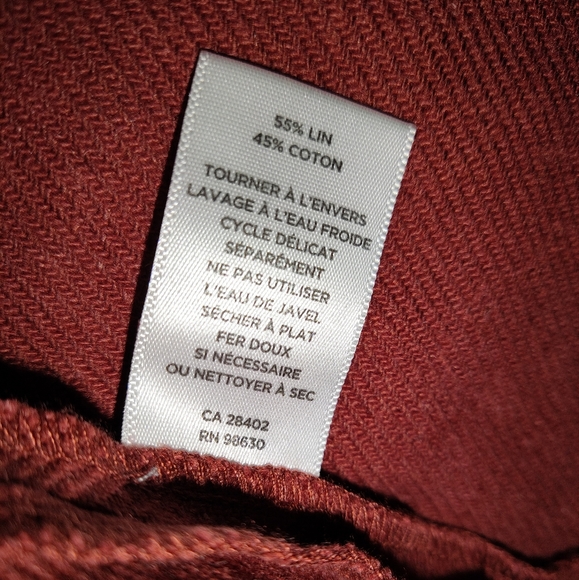 55% LIN
45% COTON
TOURNER À L'ENVERS
LAVAGE À L'EAU FROIDE
CYCLE DÉLICAT
SÉPARÉMENT
NE PAS UTILISER
L'EAU DE JAVEL
SÉCHER À PLAT
FER DOUX
SI NÉCESSAIRE
OU NETTOYER À SEC
CA 28402
RN 98630